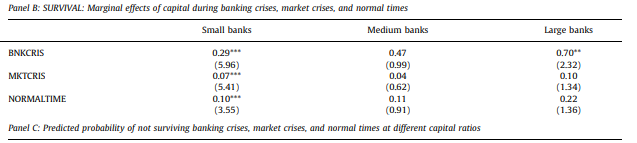 Panel B: SURVIVAL: Marginal effects of capital during banking crises, market crises, and normal times
Small banks Medium banks Large banks
BNKCRIS 0.29*** 0.47 0.70**
(5.96) (0.99) (2.32)
MKTCRIS 0.07*** 0.04 0.10
(5.41) (0.62) (1.34)
NORMALTIME 0.10*** 0.11 0.22
(3.55) (0.91) (1.36)
Panel C: Predicted probability of not surviving banking crises, market crises, and normal times at different capital ratios